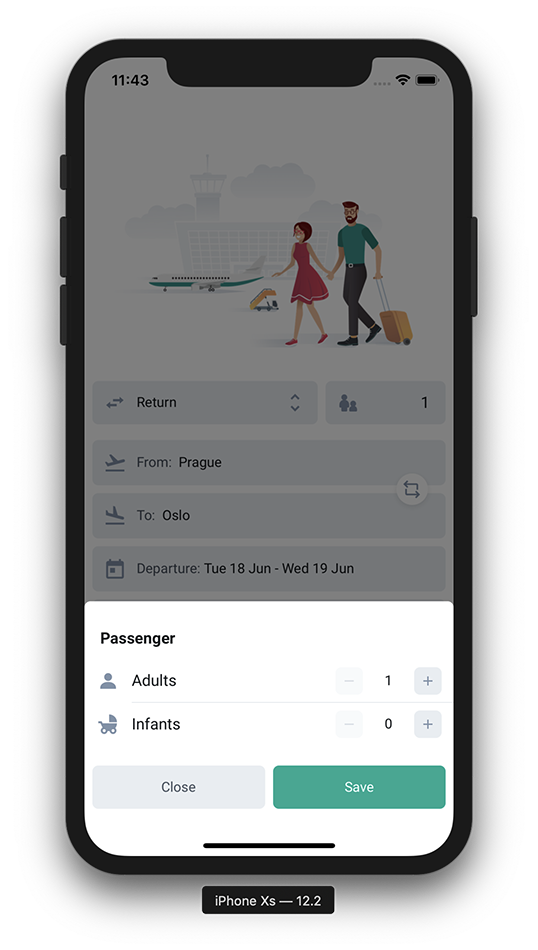 11:43
Return 1
From: Prague
To: Oslo
Departure: Tue 18 Jun - Wed 19 Jun
Passenger
Adults − 1 +
Infants − 0 +
Close Save
iPhone Xs — 12.2